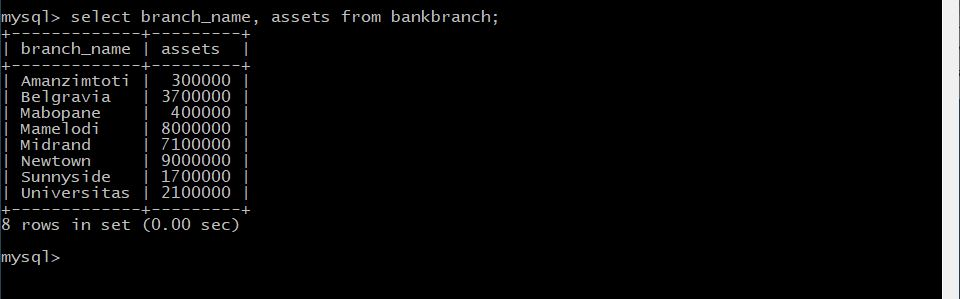 mysql> select branch_name, assets from bankbranch;
+-------------+---------+
| branch_name | assets  |
+-------------+---------+
| Amanzimtoti |  300000 |
| Belgravia   | 3700000 |
| Mabopane    |  400000 |
| Mamelodi    | 8000000 |
| Midrand     | 7100000 |
| Newtown     | 9000000 |
| Sunnyside   | 1700000 |
| Universitas | 2100000 |
+-------------+---------+
8 rows in set (0.00 sec)
mysql>